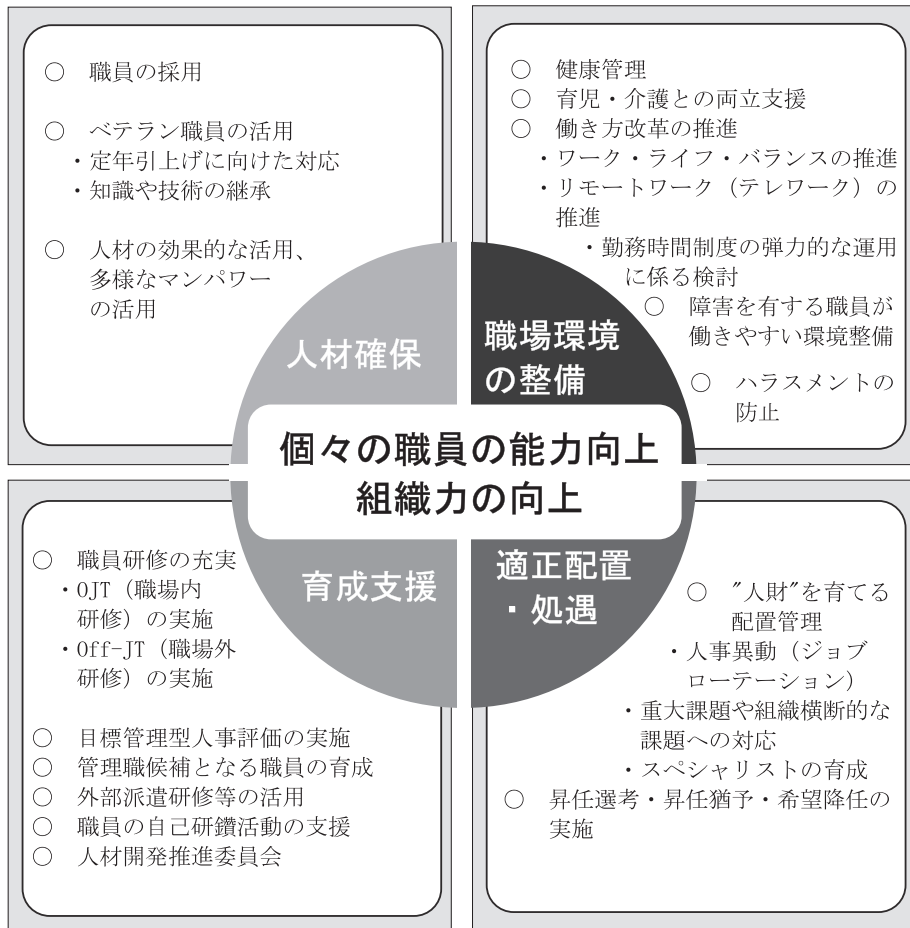 ○ 職員の採用
○ ベテラン職員の活用
・定年引上げに向けた対応
・知識や技術の継承
○ 人材の効果的な活用、
多様なマンパワー
の活用
人材確保
○ 健康管理
○ 育児・介護との両立支援
○ 働き方改革の推進
・ワーク・ライフ・バランスの推進
・リモートワーク（テレワーク）の
推進
・勤務時間制度の弾力的な運用
に係る検討
○ 障害を有する職員が
働きやすい環境整備
○ ハラスメントの
防止
職場環境
の整備
個々の職員の能力向上
組織力の向上
○ 職員研修の充実
・OJT（職場内
研修）の実施
・Off-JT（職場外
研修）の実施
○ 目標管理型人事評価の実施
○ 管理職候補となる職員の育成
○ 外部派遣研修等の活用
○ 職員の自己研鑽活動の支援
○ 人材開発推進委員会
育成支援
適正配置
・処遇
○ ″人財″を育てる
配置管理
・人事異動（ジョブ
ローテーション）
・重大課題や組織横断的な
課題への対応
・スペシャリストの育成
○ 昇任選考・昇任猶予・希望降任の
実施